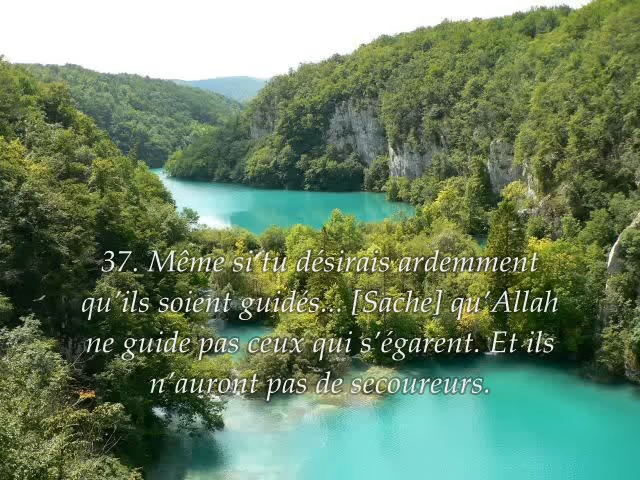 37. Même si tu désirais ardemment
qu’ils soient guidés... [Sache] qu’Allah
ne guide pas ceux qui s’égarent. Et ils
n’auront pas de secoureurs.